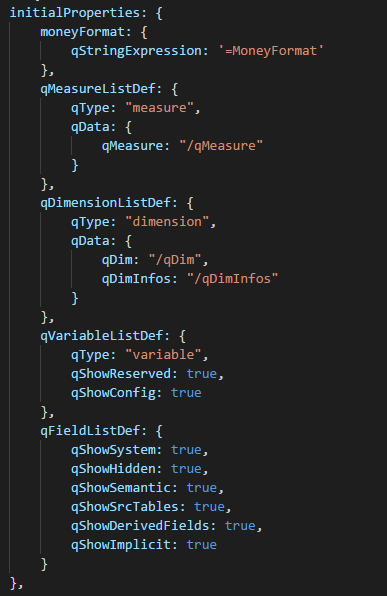 initialProperties: {
    moneyFormat: {
        qStringExpression: '=MoneyFormat'
    },
    qMeasureListDef: {
        qType: "measure",
        qData: {
            qMeasure: "/qMeasure"
        }
    },
    qDimensionListDef: {
        qType: "dimension",
        qData: {
            qDim: "/qDim",
            qDimInfos: "/qDimInfos"
        }
    },
    qVariableListDef: {
        qType: "variable",
        qShowReserved: true,
        qShowConfig: true
    },
    qFieldListDef: {
        qShowSystem: true,
        qShowHidden: true,
        qShowSemantic: true,
        qShowSrcTables: true,
        qShowDerivedFields: true,
        qShowImplicit: true
    }
},